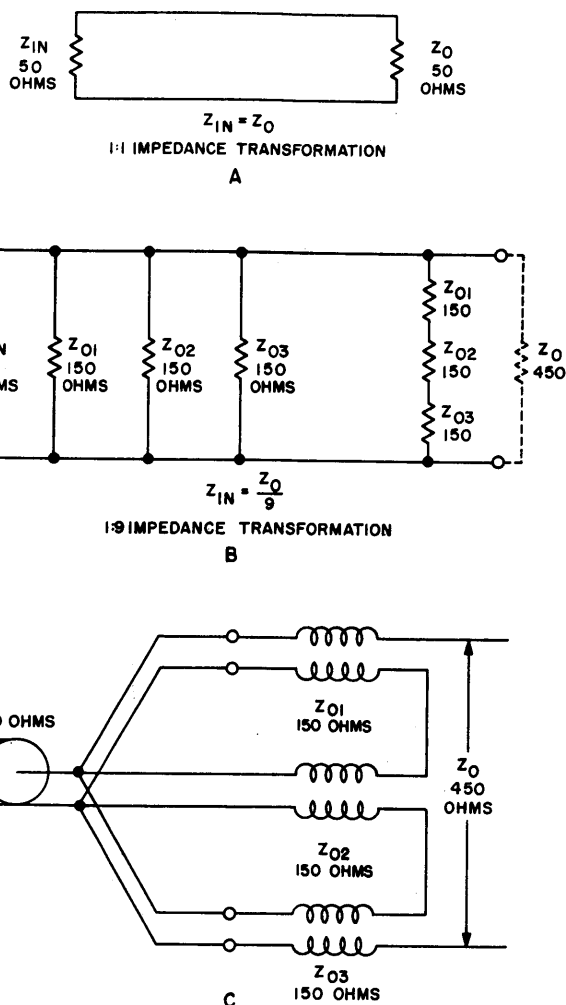 Z_IN
50
OHMS
Z_O
50
OHMS
Z_IN = Z_O
1:1 IMPEDANCE TRANSFORMATION
A
N
MS
Z_O1
150
OHMS
Z_O2
150
OHMS
Z_O3
150
OHMS
Z_O1
150
Z_O2
150
Z_O3
150
Z_O
450
Z_IN = Z_O/9
1:9 IMPEDANCE TRANSFORMATION
B
0 OHMS
Z_O1
150 OHMS
Z_O
450
OHMS
Z_O2
150 OHMS
Z_O3
150 OHMS
C